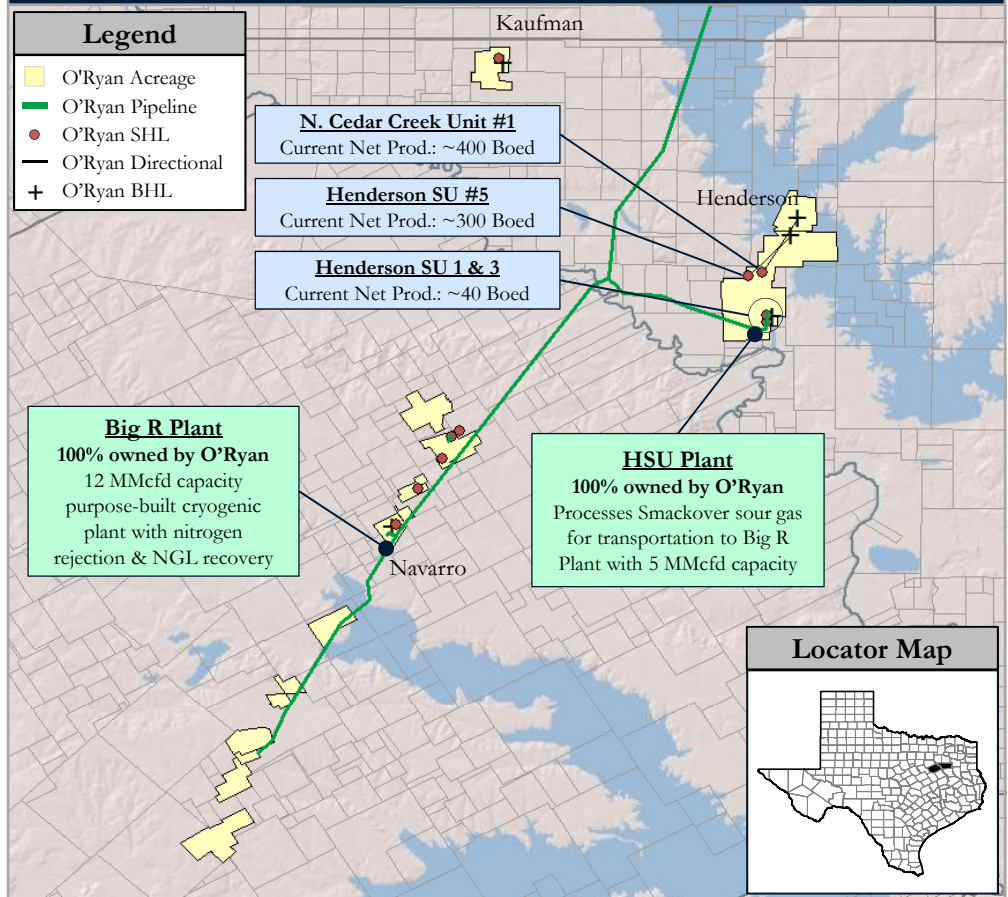 Legend
O'Ryan Acreage
O'Ryan Pipeline
O'Ryan SHL
O'Ryan Directional
O'Ryan BHL
Kaufman
N. Cedar Creek Unit #1
Current Net Prod.: ~400 Boed
Henderson SU #5
Current Net Prod.: ~300 Boed
Henderson
Henderson SU 1 & 3
Current Net Prod.: ~40 Boed
Big R Plant
100% owned by O'Ryan
12 MMcfd capacity
purpose-built cryogenic
plant with nitrogen
rejection & NGL recovery
HSU Plant
100% owned by O'Ryan
Processes Smackover sour gas
for transportation to Big R
Plant with 5 MMcfd capacity
Navarro
Locator Map